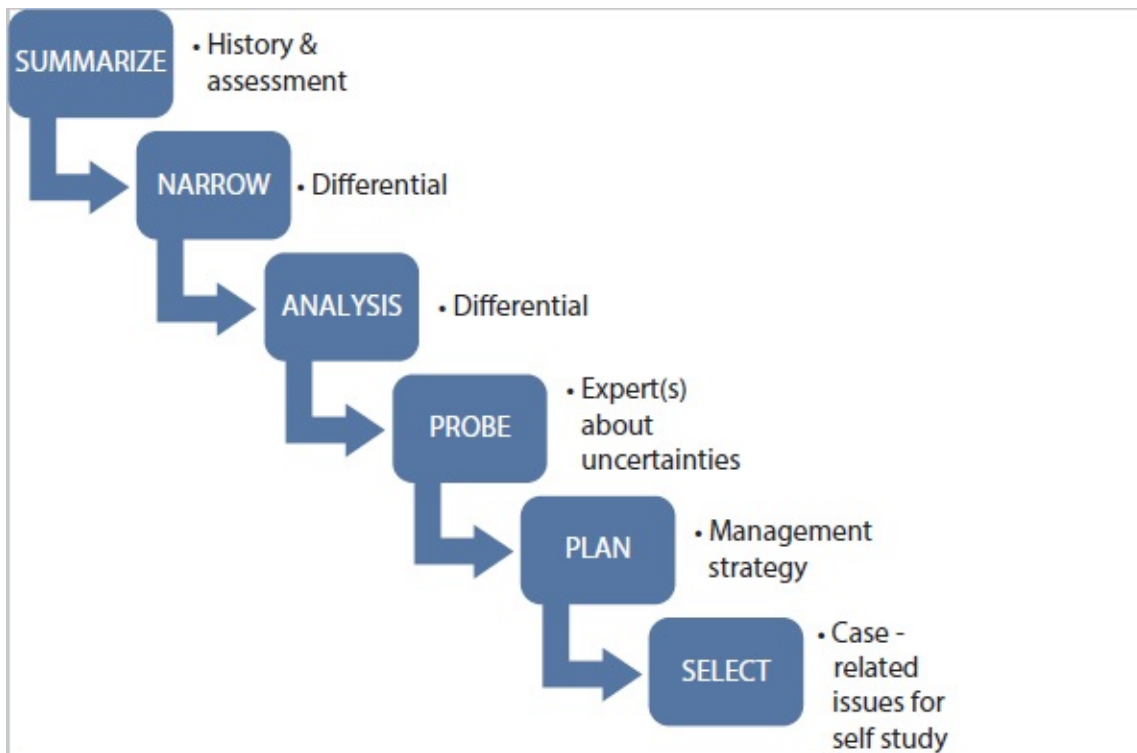 SUMMARIZE
• History &
assessment
NARROW
• Differential
ANALYSIS
• Differential
PROBE
• Expert(s)
about
uncertainties
PLAN
• Management
strategy
SELECT
• Case -
related
issues for
self study